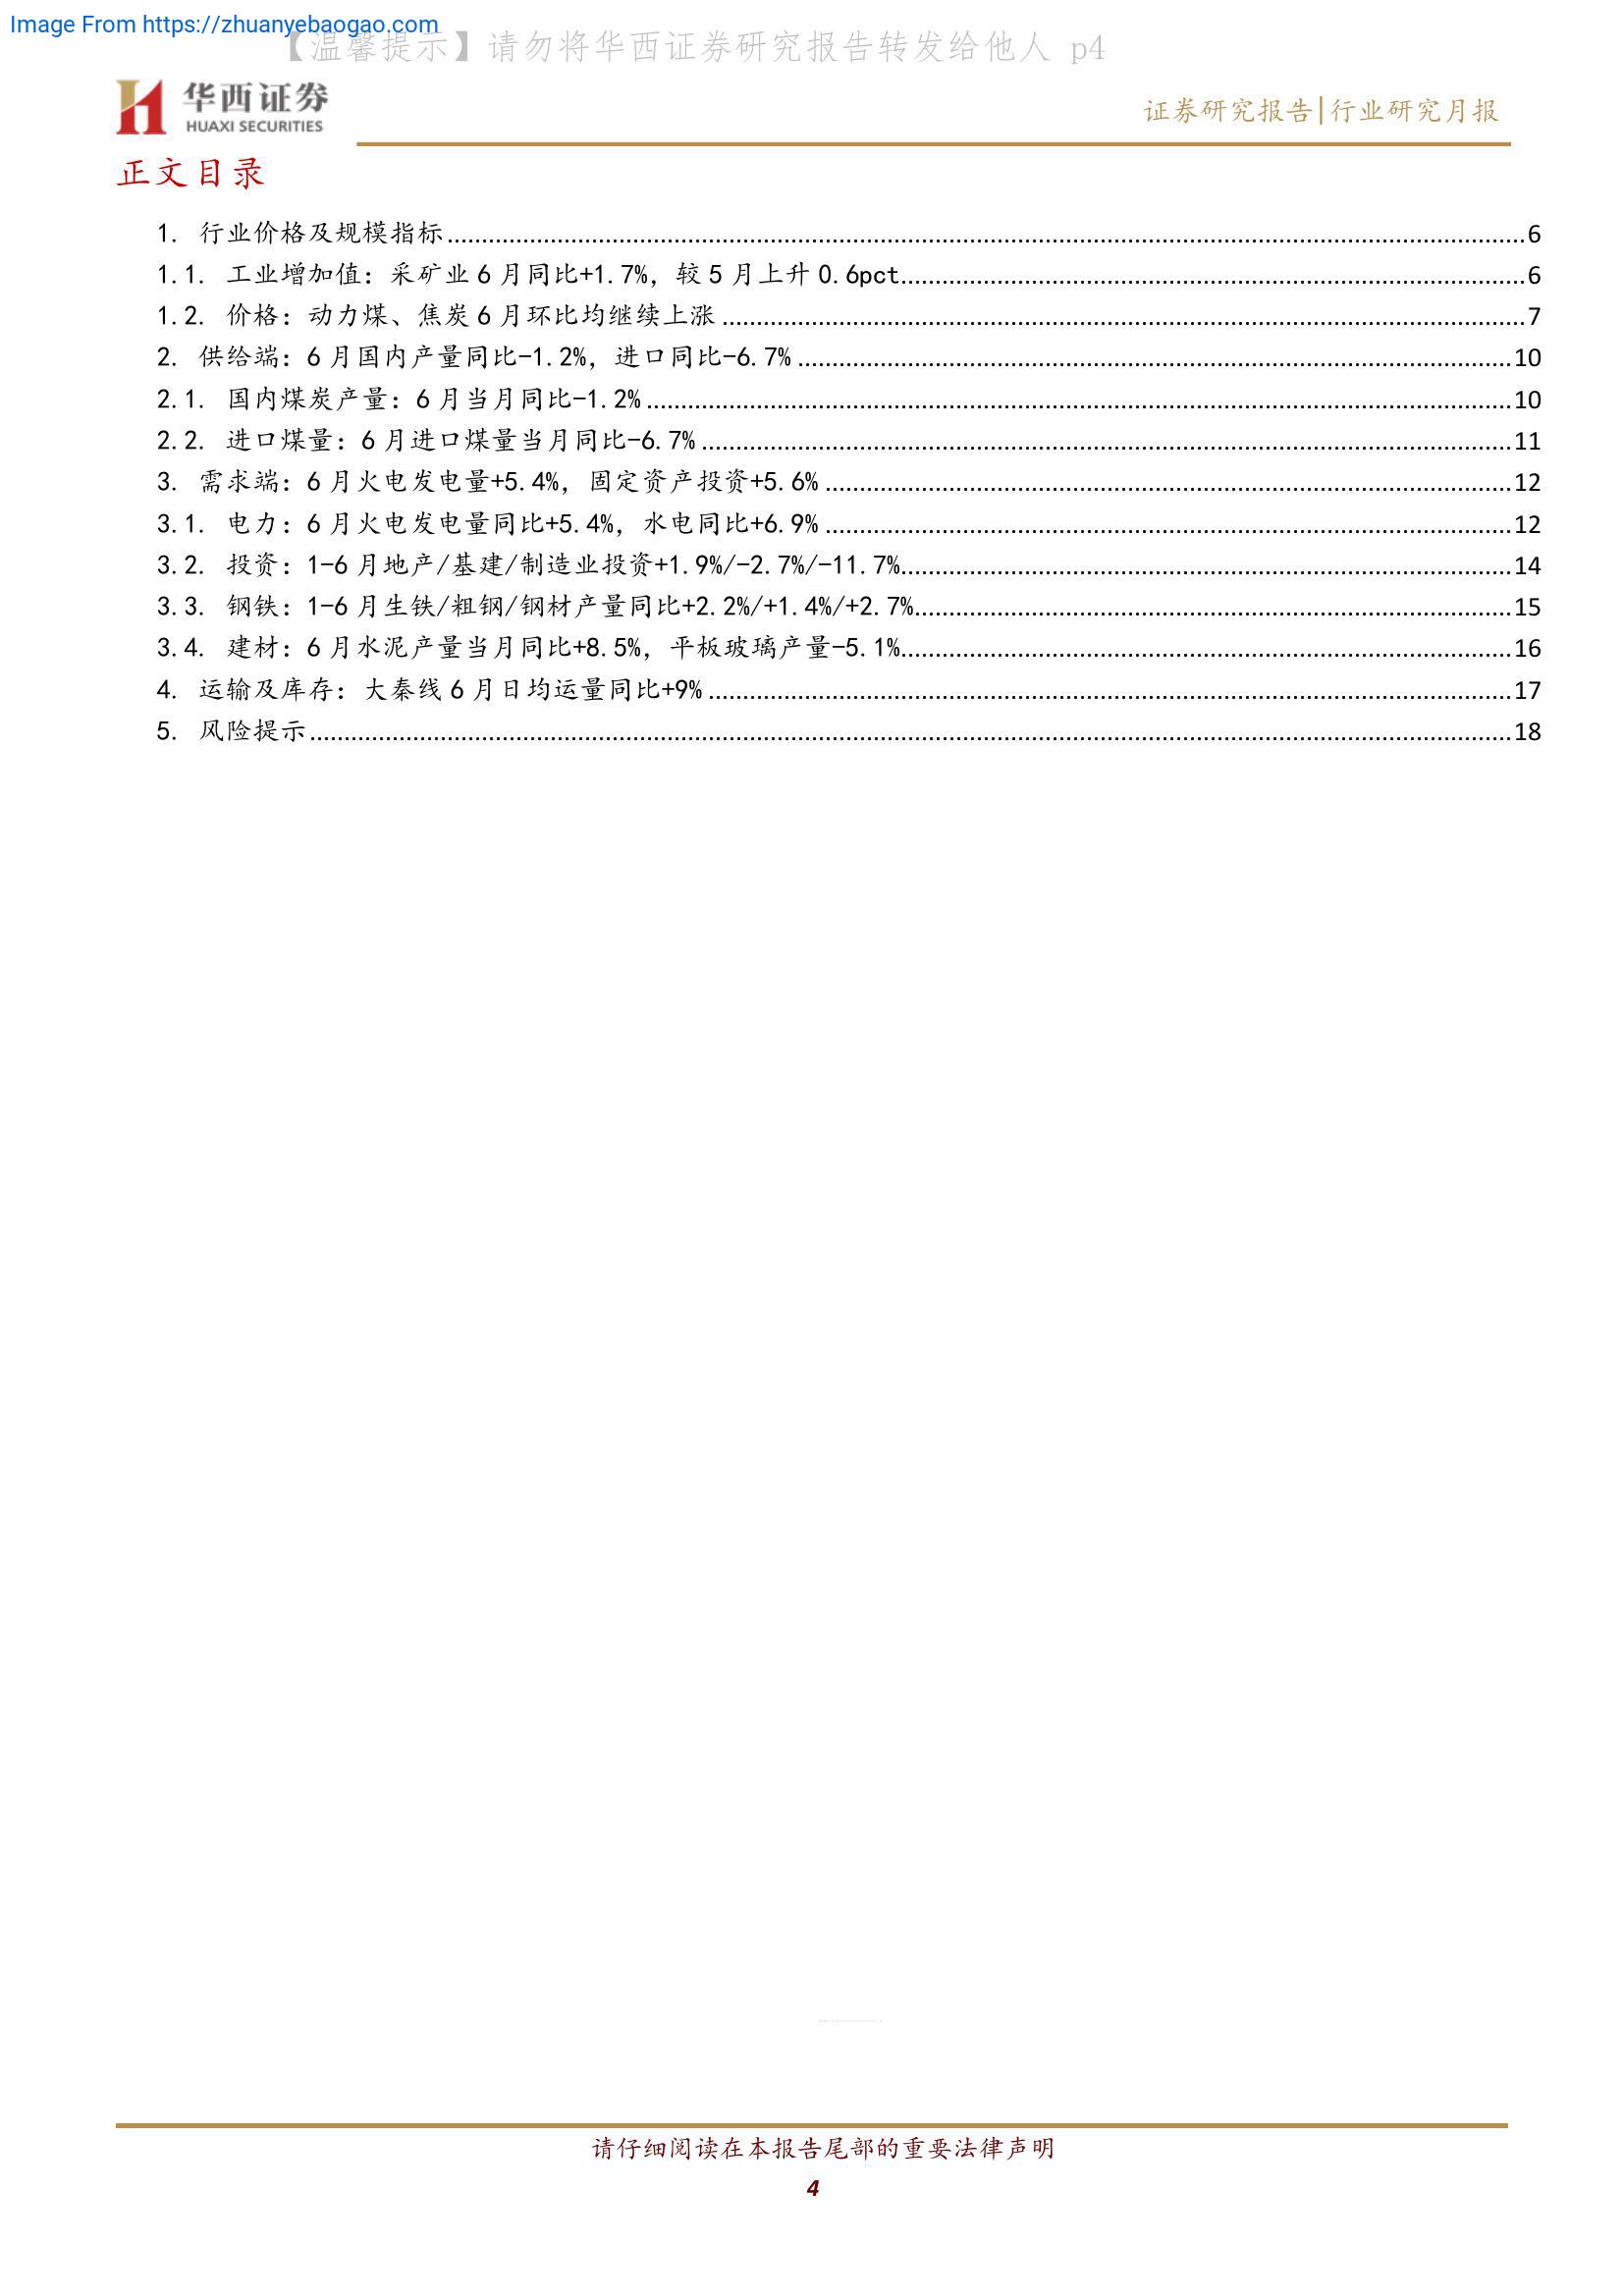 Image From https://zhuanyebaogao.com
【温馨提示】请勿将华西证券研究报告转发给他人 p4
华西证券
HUAXI SECURITIES
证券研究报告|行业研究月报
正文目录
1. 行业价格及规模指标 6
1.1. 工业增加值：采矿业 6 月同比+1.7%，较 5 月上升 0.6pct 6
1.2. 价格：动力煤、焦炭 6 月环比均继续上涨 7
2. 供给端：6 月国内产量同比-1.2%，进口同比-6.7% 10
2.1. 国内煤炭产量：6 月当月同比-1.2% 10
2.2. 进口煤量：6 月进口煤量当月同比-6.7% 11
3. 需求端：6 月火电发电量+5.4%，固定资产投资+5.6% 12
3.1. 电力：6 月火电发电量同比+5.4%，水电同比+6.9% 12
3.2. 投资：1-6 月地产/基建/制造业投资+1.9%/-2.7%/-11.7% 14
3.3. 钢铁：1-6 月生铁/粗钢/钢材产量同比+2.2%/+1.4%/+2.7% 15
3.4. 建材：6 月水泥产量当月同比+8.5%，平板玻璃产量-5.1% 16
4. 运输及库存：大秦线 6 月日均运量同比+9% 17
5. 风险提示 18
请仔细阅读在本报告尾部的重要法律声明
4